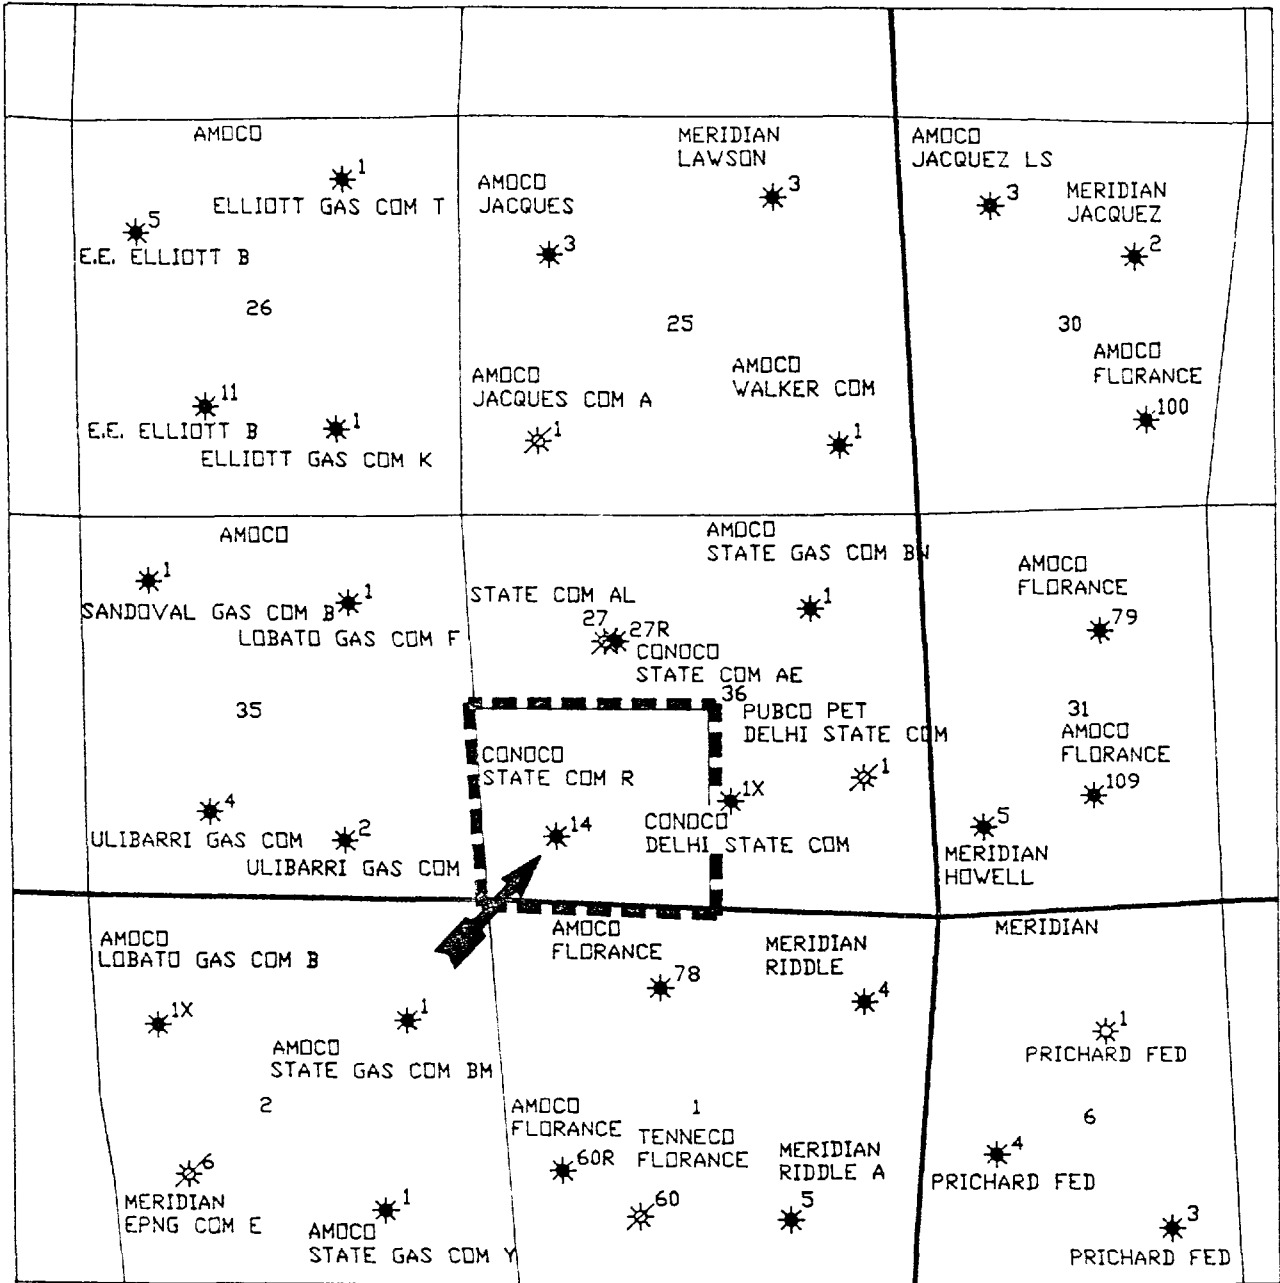 AMOCO
1
ELLIOTT GAS COM T
5
E.E. ELLIOTT B
26
11
E.E. ELLIOTT B
1
ELLIOTT GAS COM K
MERIDIAN
LAWSON
3
AMOCO
JACQUES
3
25
AMOCO
JACQUES COM A
1
AMOCO
WALKER COM
1
AMOCO
JACQUEZ LS
3
MERIDIAN
JACQUEZ
2
30
AMOCO
FLORANCE
100
AMOCO
1
SANDOVAL GAS COM B
1
LOBATO GAS COM F
35
4
ULIBARRI GAS COM
2
ULIBARRI GAS COM
AMOCO
STATE GAS COM BN
1
STATE COM AL
27
27R
CONOCO
STATE COM AE
36
PUBCO PET
DELHI STATE COM
1
CONOCO
STATE COM R
14
1X
CONOCO
DELHI STATE COM
AMOCO
FLORANCE
79
31
AMOCO
FLORANCE
109
5
MERIDIAN
HOWELL
AMOCO
LOBATO GAS COM B
1X
1
AMOCO
STATE GAS COM BM
2
6
MERIDIAN
EPNG COM E
1
AMOCO
STATE GAS COM Y
AMOCO
FLORANCE
78
MERIDIAN
RIDDLE
4
1
AMOCO
FLORANCE
60R
TENNECO
FLORANCE
60
MERIDIAN
RIDDLE A
5
MERIDIAN
1
PRICHARD FED
6
4
PRICHARD FED
3
PRICHARD FED